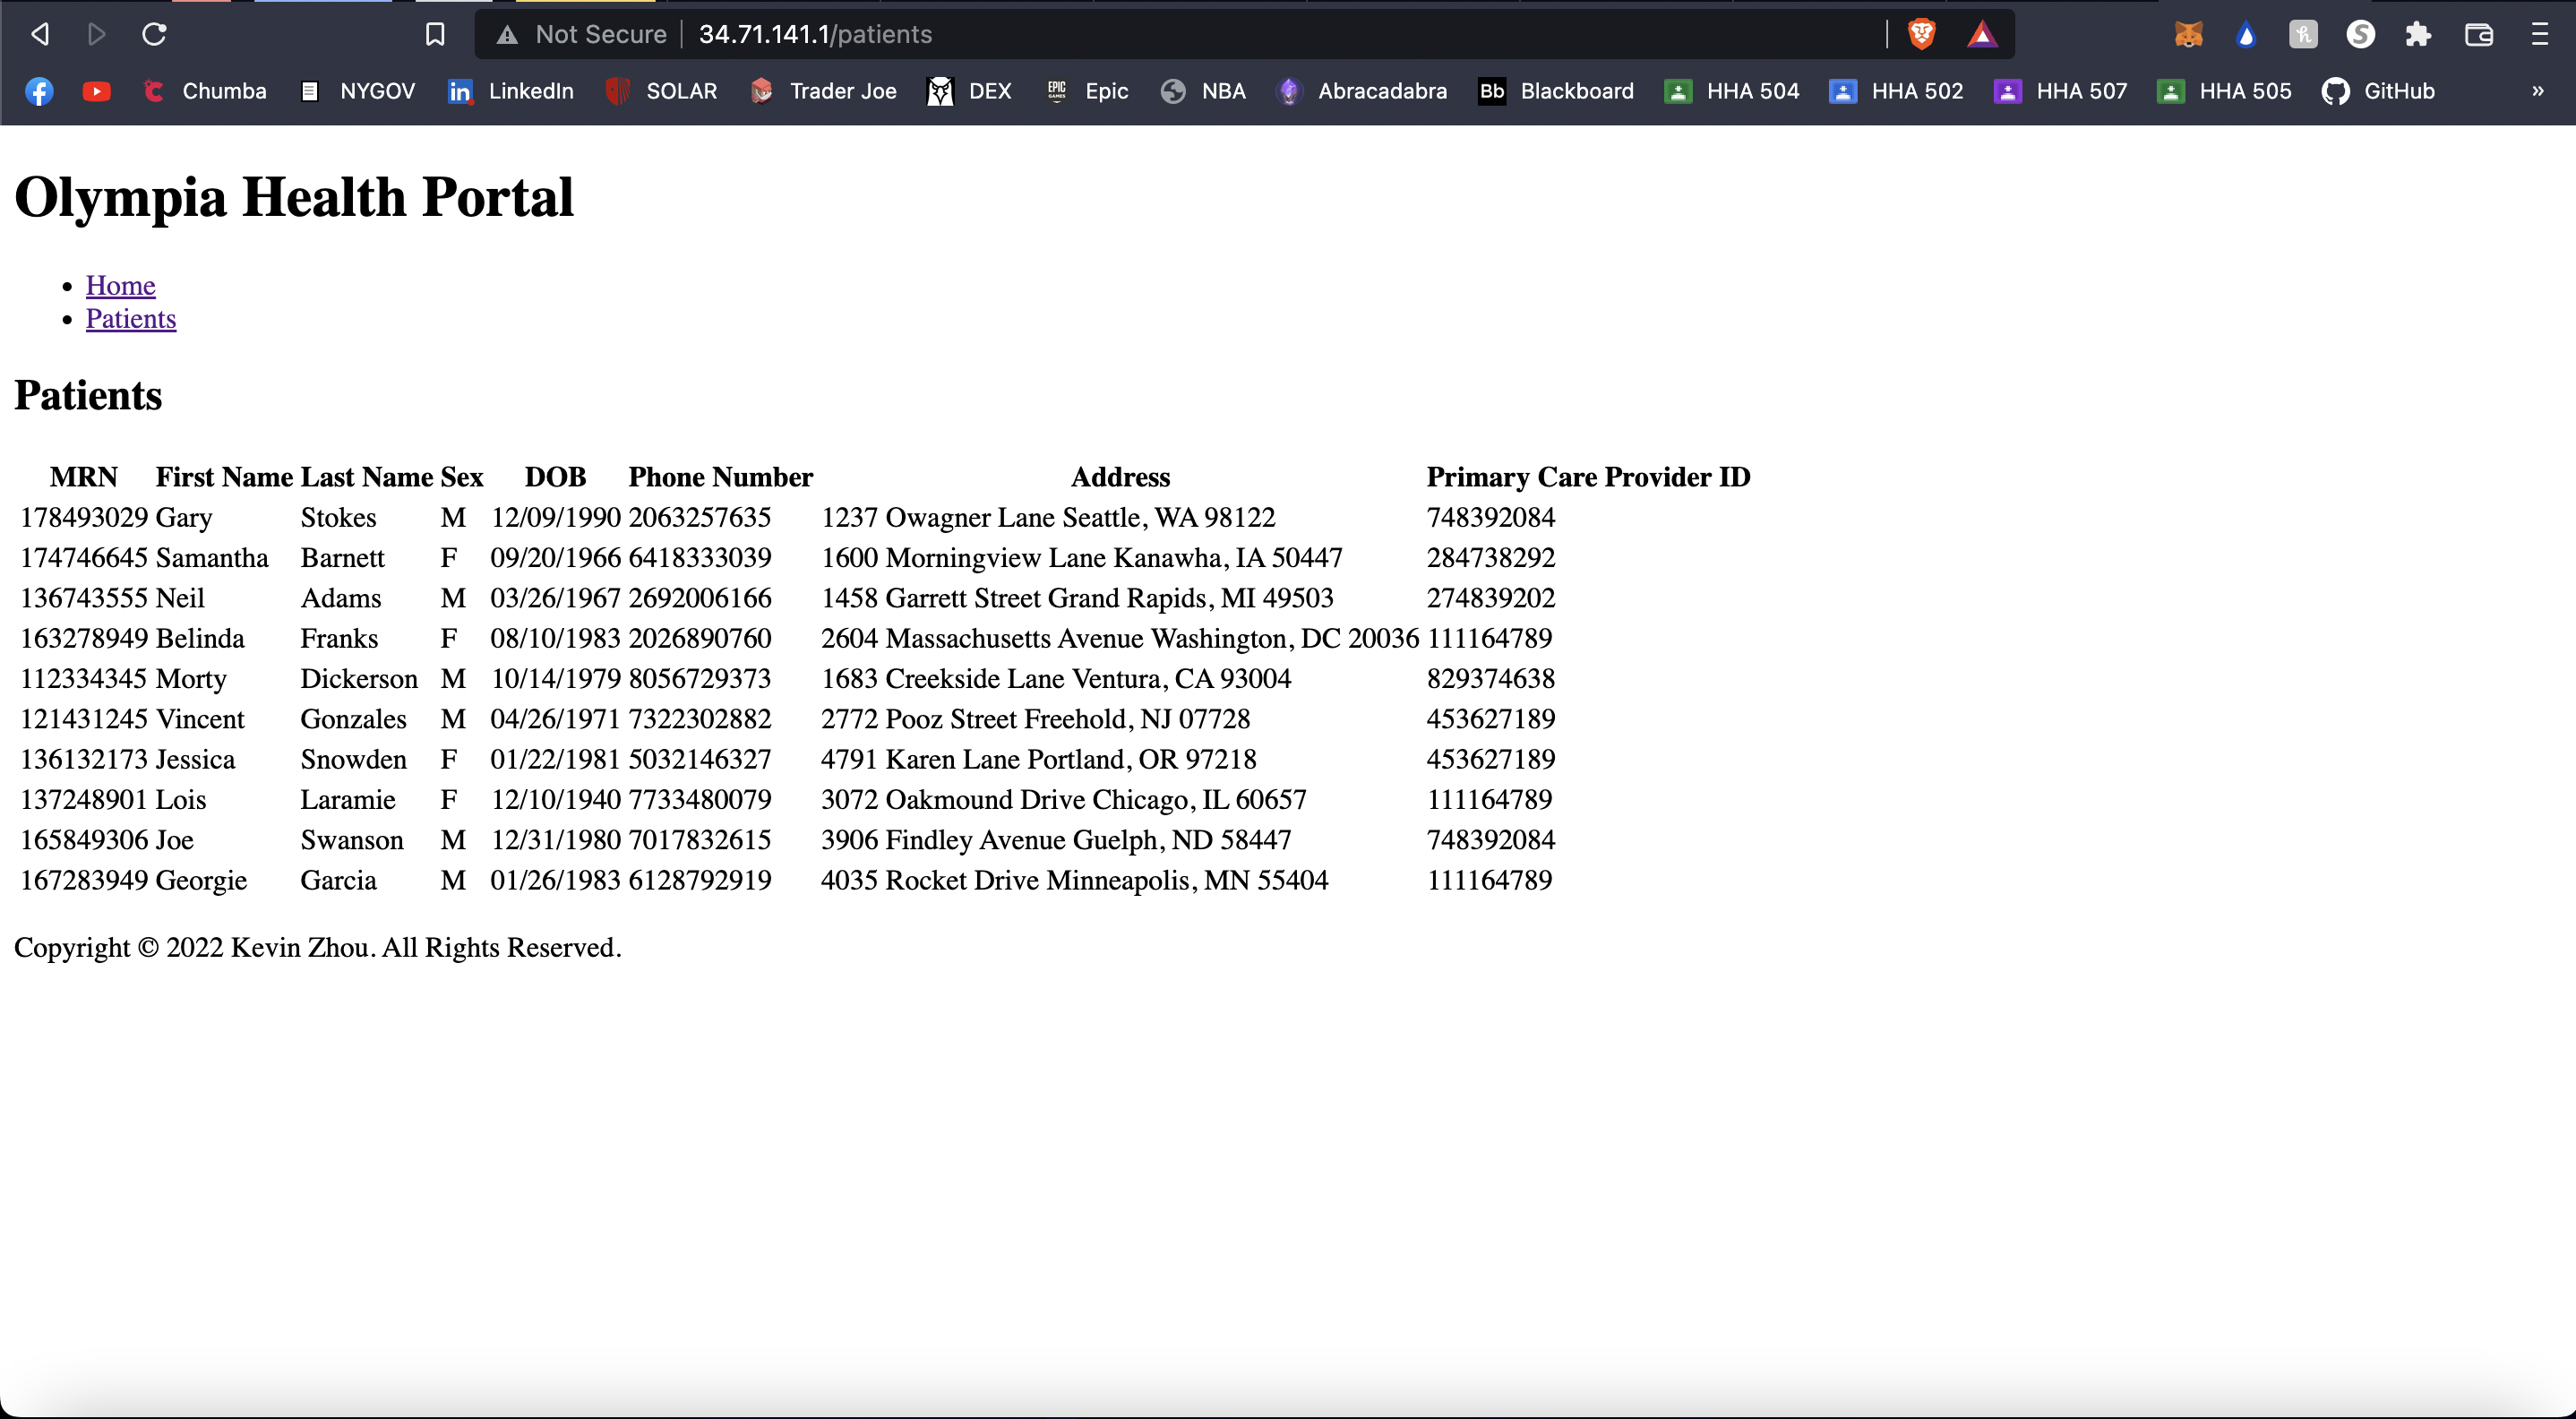 Not Secure 34.71.141.1/patients
Chumba NYGOV LinkedIn SOLAR Trader Joe DEX EPIC GAMES Epic NBA Abracadabra Bb Blackboard HHA 504 HHA 502 HHA 507 HHA 505 GitHub »
Olympia Health Portal
• Home
• Patients
Patients
MRN First Name Last Name Sex DOB Phone Number Address Primary Care Provider ID
178493029 Gary Stokes M 12/09/1990 2063257635 1237 Owagner Lane Seattle, WA 98122 748392084
174746645 Samantha Barnett F 09/20/1966 6418333039 1600 Morningview Lane Kanawha, IA 50447 284738292
136743555 Neil Adams M 03/26/1967 2692006166 1458 Garrett Street Grand Rapids, MI 49503 274839202
163278949 Belinda Franks F 08/10/1983 2026890760 2604 Massachusetts Avenue Washington, DC 20036 111164789
112334345 Morty Dickerson M 10/14/1979 8056729373 1683 Creekside Lane Ventura, CA 93004 829374638
121431245 Vincent Gonzales M 04/26/1971 7322302882 2772 Pooz Street Freehold, NJ 07728 453627189
136132173 Jessica Snowden F 01/22/1981 5032146327 4791 Karen Lane Portland, OR 97218 453627189
137248901 Lois Laramie F 12/10/1940 7733480079 3072 Oakmound Drive Chicago, IL 60657 111164789
165849306 Joe Swanson M 12/31/1980 7017832615 3906 Findley Avenue Guelph, ND 58447 748392084
167283949 Georgie Garcia M 01/26/1983 6128792919 4035 Rocket Drive Minneapolis, MN 55404 111164789
Copyright © 2022 Kevin Zhou. All Rights Reserved.